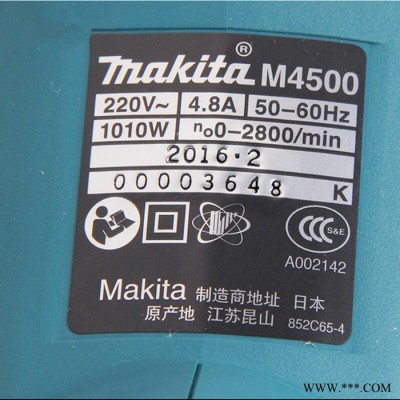 makita® M4500
220V~ 4.8A 50-60Hz
1010W n₀0-2800/min
2016·2
00003648 K
CCC S&E
A002142
Makita 制造商地址 日本
原产地 江苏昆山 852C65-4
www.***.com